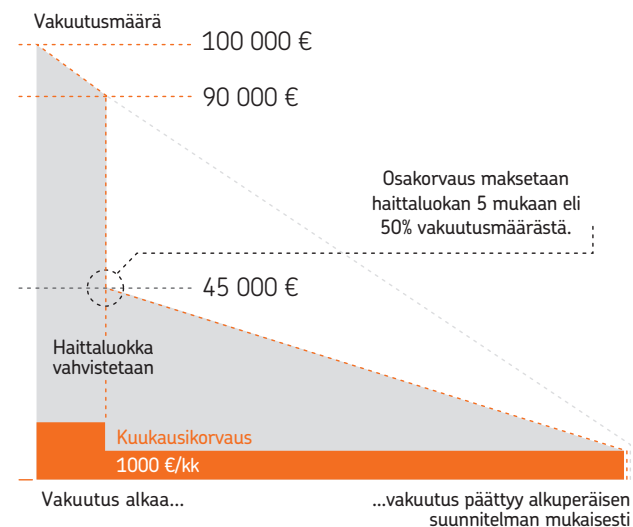 Vakuutusmäärä
100 000 €
90 000 €
Osakorvaus maksetaan
haittaluokan 5 mukaan eli
50% vakuutusmäärästä.
45 000 €
Haittaluokka
vahvistetaan
Kuukausikorvaus
1000 €/kk
Vakuutus alkaa...
...vakuutus päättyy alkuperäisen
suunnitelman mukaisesti